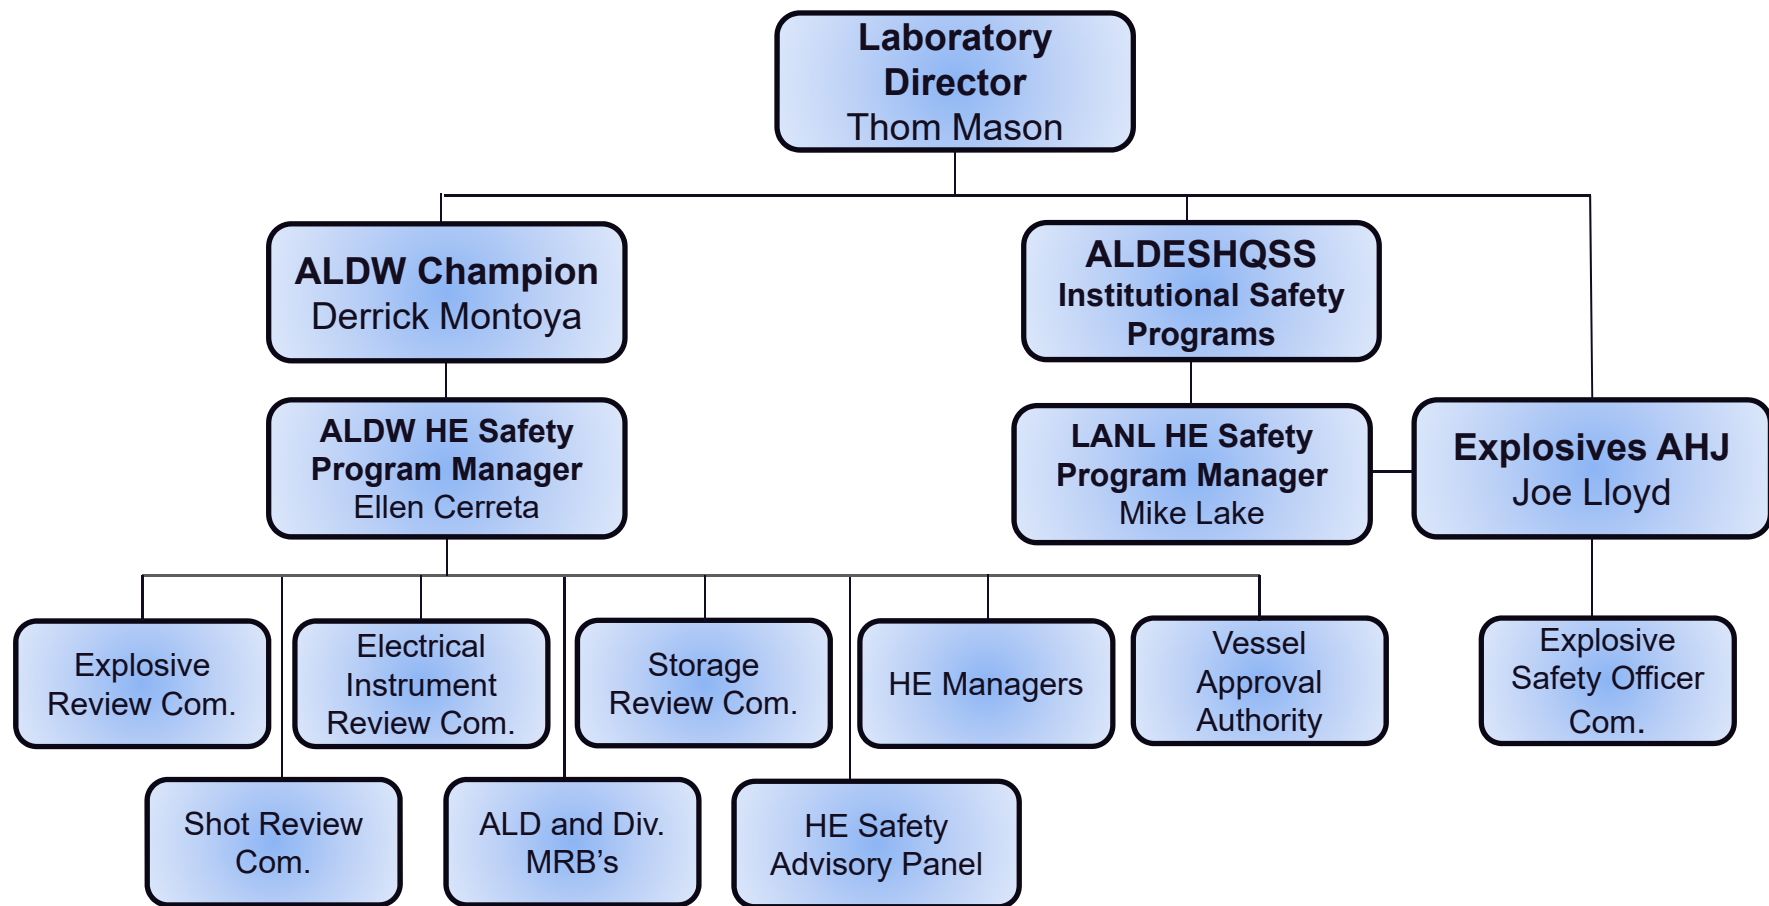 Laboratory
Director
Thom Mason
ALDW Champion
Derrick Montoya
ALDESHQSS
Institutional Safety
Programs
ALDW HE Safety
Program Manager
Ellen Cerreta
LANL HE Safety
Program Manager
Mike Lake
Explosives AHJ
Joe Lloyd
Explosive
Review Com.
Electrical
Instrument
Review Com.
Storage
Review Com.
HE Managers
Vessel
Approval
Authority
Explosive
Safety Officer
Com.
Shot Review
Com.
ALD and Div.
MRB's
HE Safety
Advisory Panel